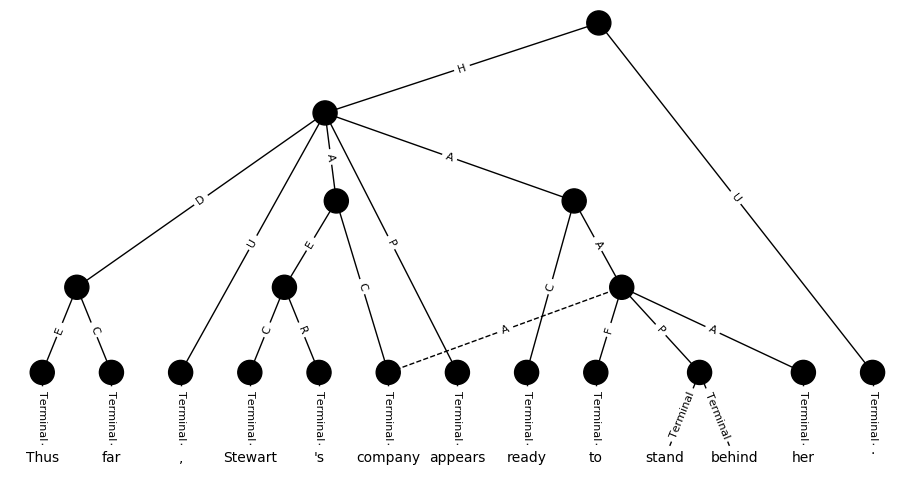 H
A
A
D
U
U
E
P
A
C
C
E
C
C
R
A
F
P
A
Terminal Terminal Terminal Terminal Terminal Terminal Terminal Terminal Terminal Terminal Terminal Terminal Terminal
Thus far , Stewart 's company appears ready to stand behind her .